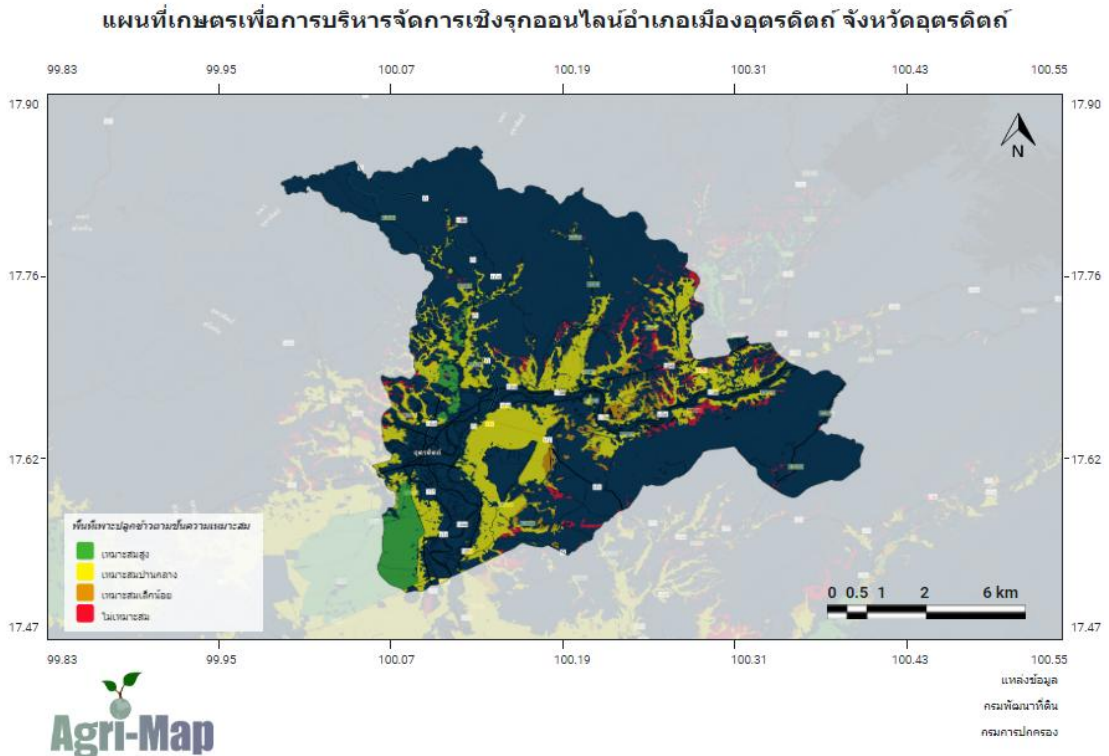 แผนที่เกษตรเพื่อการบริหารจัดการเชิงรุกออนไลน์อำเภอเมืองอุตรดิตถ์ จังหวัดอุตรดิตถ์
99.83 99.95 100.07 100.19 100.31 100.43 100.55
17.90 17.90
N
17.76 17.76
17.62 17.62
อุตรดิตถ์
พื้นที่เพาะปลูกข้าวตามชั้นความเหมาะสม
เหมาะสมสูง
เหมาะสมปานกลาง
เหมาะสมเล็กน้อย
ไม่เหมาะสม
0 0.5 1 2 6 km
17.47 17.47
99.83 99.95 100.07 100.19 100.31 100.43 100.55
แหล่งข้อมูล
กรมพัฒนาที่ดิน
กรมการปกครอง
Agri-Map